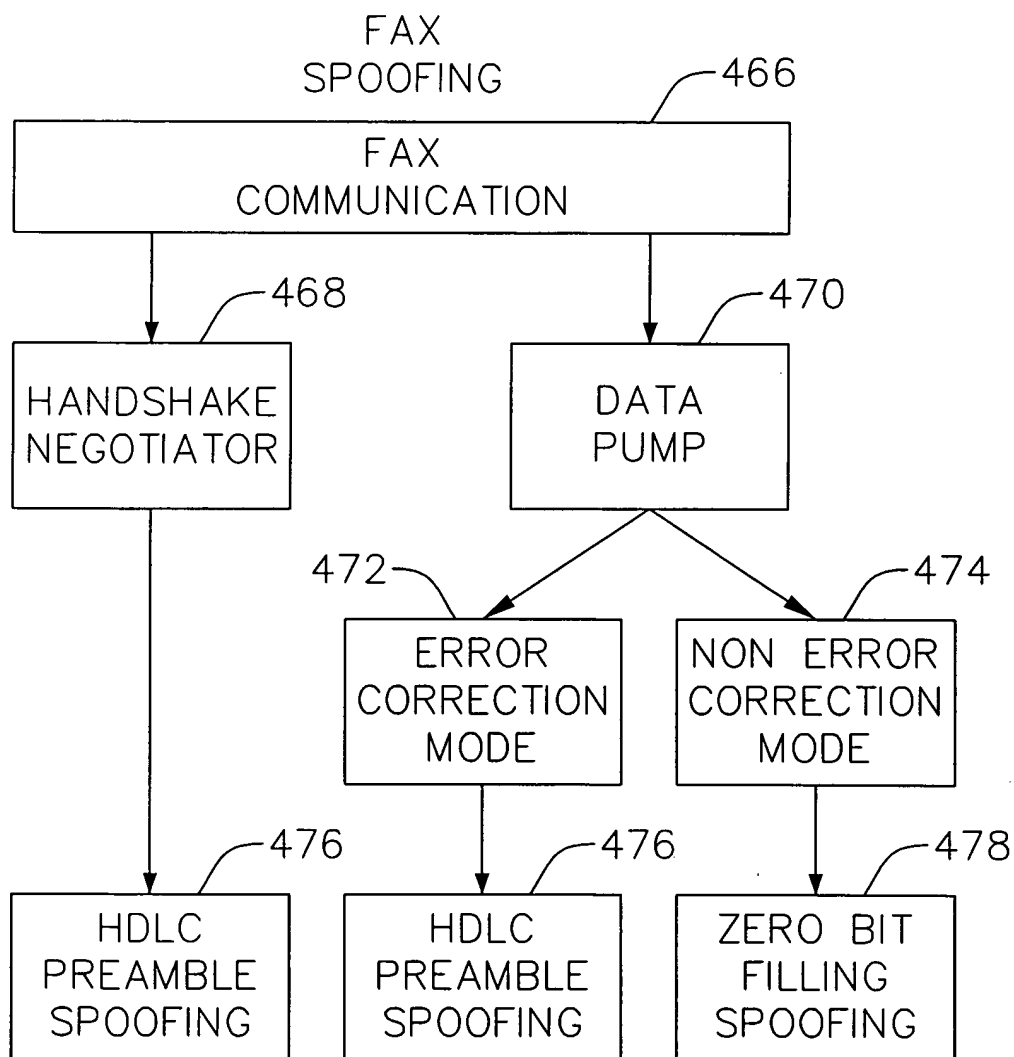 FAX
SPOOFING
466
FAX
COMMUNICATION
468
470
HANDSHAKE
NEGOTIATOR
DATA
PUMP
472
474
ERROR
CORRECTION
MODE
NON ERROR
CORRECTION
MODE
476
476
478
HDLC
PREAMBLE
SPOOFING
HDLC
PREAMBLE
SPOOFING
ZERO BIT
FILLING
SPOOFING